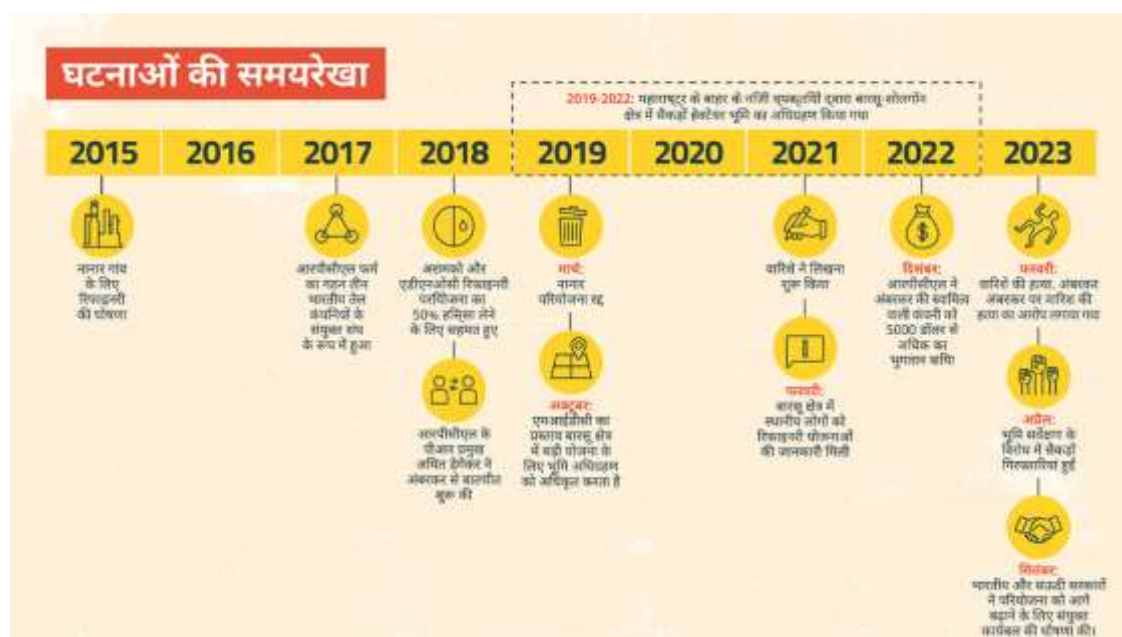 घटनाओं की समयरेखा
2019-2022: महाराष्ट्र के बाहर के निजी व्यक्तियों द्वारा बारसू-सोलगाँव
क्षेत्र में सैकड़ों हेक्टेयर भूमि का अधिग्रहण किया गया
2015 2016 2017 2018 2019 2020 2021 2022 2023
नानार गांव
के लिए
रिफाइनरी
की घोषणा
आरपीसीएल फर्म
का गठन तीन
भारतीय तेल
कंपनियों के
संयुक्त संघ
के रूप में हुआ
अरामको और
एडीएनओसी रिफाइनरी
परियोजना का
50% हिस्सा लेने
के लिए सहमत हुए
आरपीसीएल के
पीआर प्रमुख
अमित
अंबरकर से बातचीत
शुरू की
मार्च:
नानार
परियोजना रद्द
अक्टूबर:
एमआईडीसी का
प्रस्ताव बारसू क्षेत्र
में बड़ी योजना के
लिए भूमि अधिग्रहण
को अधिकृत करता है
वारिसे ने लिखना
शुरू किया
फरवरी:
बारसू क्षेत्र में
स्थानीय लोगों को
रिफाइनरी योजनाओं
की जानकारी मिली
दिसंबर:
आरपीसीएल ने
अंबरकर की स्वामित्व
वाली कंपनी को
5000 डॉलर से
अधिक का
भुगतान किया
फरवरी:
वारिसे की हत्या. अंबरकर
अंबरकर पर वारिशे की
हत्या का आरोप लगाया गया
अप्रैल:
भूमि सर्वेक्षण के
विरोध में सैकड़ों
गिरफ्तारियां हुईं
सितंबर:
भारतीय और सऊदी सरकारों
ने परियोजना को आगे
बढ़ाने के लिए संयुक्त
कार्यबल की घोषणा की।